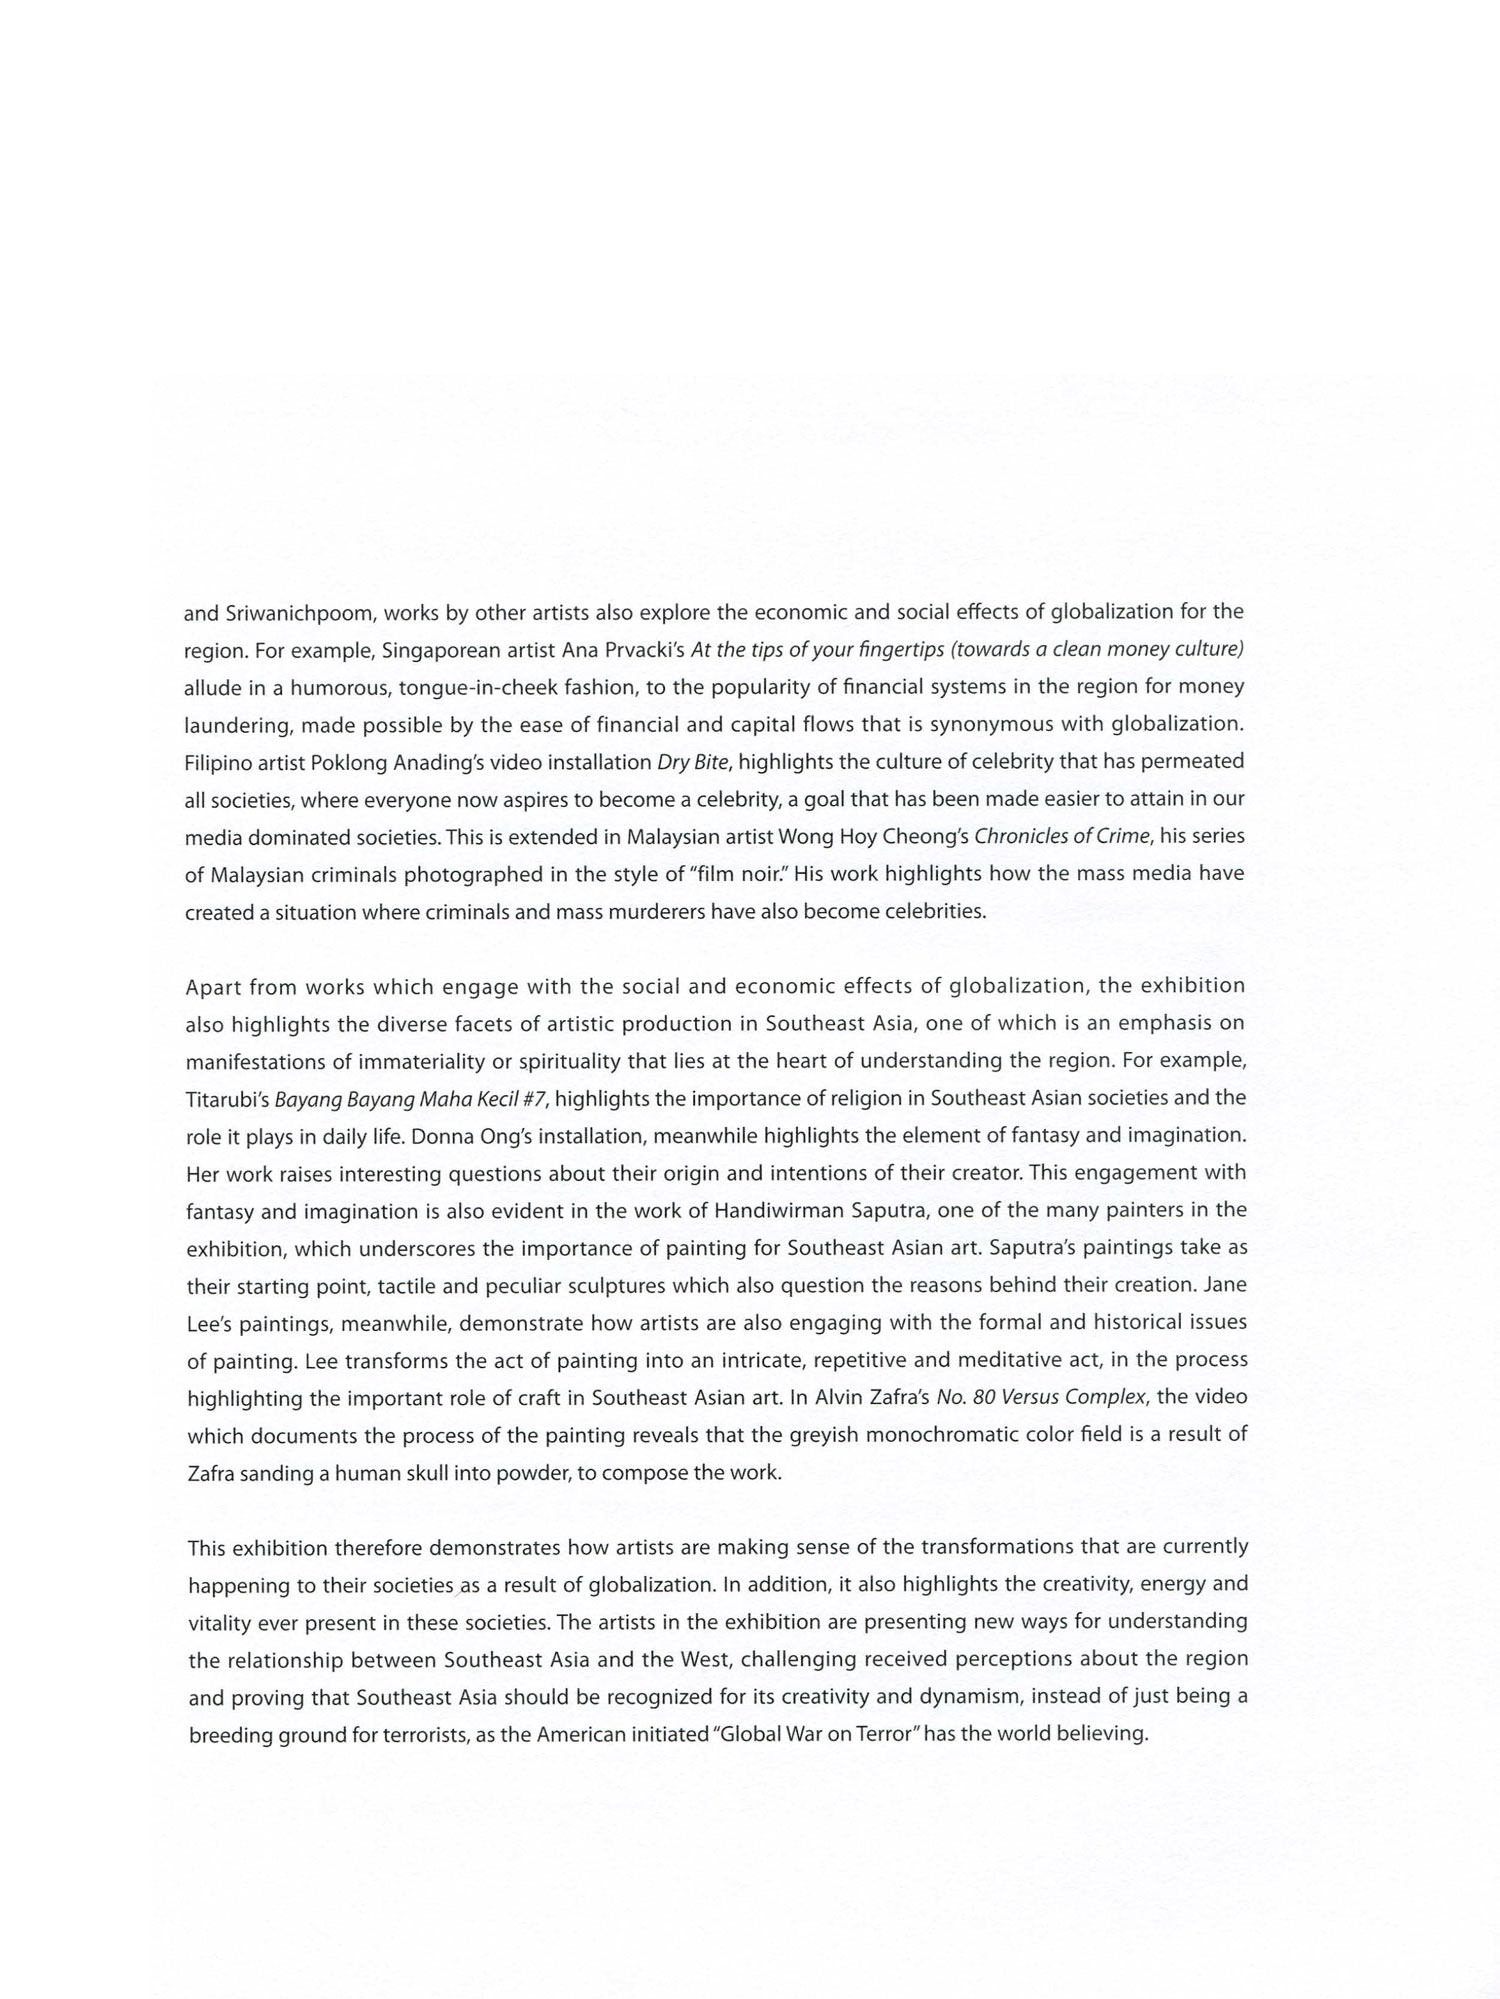 and Sriwanichpoom, works by other artists also explore the economic and social effects of globalization for the
region. For example, Singaporean artist Ana Prvacki’s At the tips of your fingertips (towards a clean money culture)
allude in a humorous, tongue-in-cheek fashion, to the popularity of financial systems in the region for money
laundering, made possible by the ease of financial and capital flows that is synonymous with globalization.
Filipino artist Poklong Anading’s video installation Dry Bite, highlights the culture of celebrity that has permeated
all societies, where everyone now aspires to become a celebrity, a goal that has been made easier to attain in our
media dominated societies. This is extended in Malaysian artist Wong Hoy Cheong’s Chronicles of Crime, his series
of Malaysian criminals photographed in the style of “film noir.” His work highlights how the mass media have
created a situation where criminals and mass murderers have also become celebrities.

Apart from works which engage with the social and economic effects of globalization, the exhibition
also highlights the diverse facets of artistic production in Southeast Asia, one of which is an emphasis on
manifestations of immateriality or spirituality that lies at the heart of understanding the region. For example,
Titarubi’s Bayang Bayang Maha Kecil #7, highlights the importance of religion in Southeast Asian societies and the
role it plays in daily life. Donna Ong’s installation, meanwhile highlights the element of fantasy and imagination.
Her work raises interesting questions about their origin and intentions of their creator. This engagement with
fantasy and imagination is also evident in the work of Handiwirman Saputra, one of the many painters in the
exhibition, which underscores the importance of painting for Southeast Asian art. Saputra’s paintings take as
their starting point, tactile and peculiar sculptures which also question the reasons behind their creation. Jane
Lee’s paintings, meanwhile, demonstrate how artists are also engaging with the formal and historical issues
of painting. Lee transforms the act of painting into an intricate, repetitive and meditative act, in the process
highlighting the important role of craft in Southeast Asian art. In Alvin Zafra’s No. 80 Versus Complex, the video
which documents the process of the painting reveals that the greyish monochromatic color field is a result of
Zafra sanding a human skull into powder, to compose the work.

This exhibition therefore demonstrates how artists are making sense of the transformations that are currently
happening to their societies as a result of globalization. In addition, it also highlights the creativity, energy and
vitality ever present in these societies. The artists in the exhibition are presenting new ways for understanding
the relationship between Southeast Asia and the West, challenging received perceptions about the region
and proving that Southeast Asia should be recognized for its creativity and dynamism, instead of just being a
breeding ground for terrorists, as the American initiated “Global War on Terror” has the world believing.